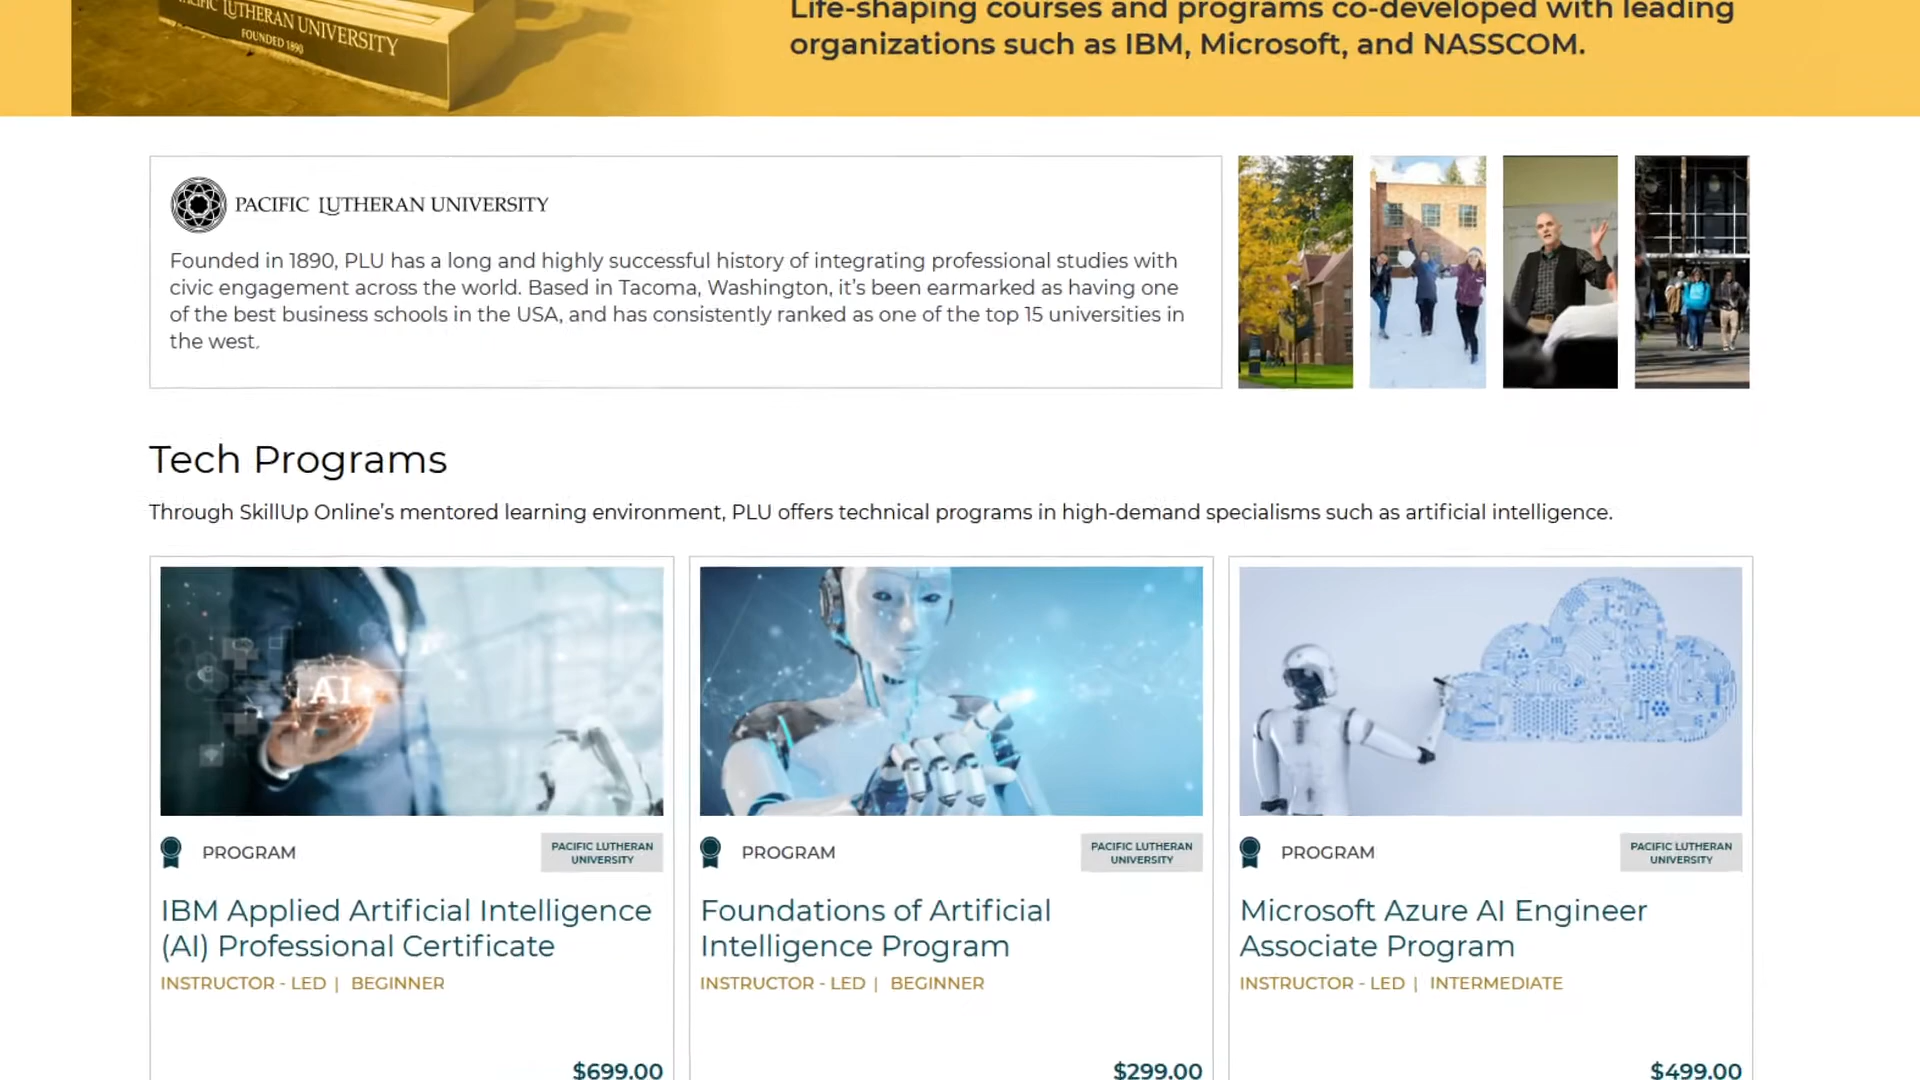 Life-shaping courses and programs co-developed with leading
organizations such as IBM, Microsoft, and NASSCOM.
PACIFIC LUTHERAN UNIVERSITY
FOUNDED 1890
PACIFIC LUTHERAN UNIVERSITY
Founded in 1890, PLU has a long and highly successful history of integrating professional studies with
civic engagement across the world. Based in Tacoma, Washington, it's been earmarked as having one
of the best business schools in the USA, and has consistently ranked as one of the top 15 universities in
the west.
Tech Programs
Through SkillUp Online's mentored learning environment, PLU offers technical programs in high-demand specialisms such as artificial intelligence.
AI
PROGRAM
PACIFIC LUTHERAN
UNIVERSITY
IBM Applied Artificial Intelligence
(AI) Professional Certificate
INSTRUCTOR - LED | BEGINNER
$699.00
PROGRAM
PACIFIC LUTHERAN
UNIVERSITY
Foundations of Artificial
Intelligence Program
INSTRUCTOR - LED | BEGINNER
$299.00
PROGRAM
PACIFIC LUTHERAN
UNIVERSITY
Microsoft Azure AI Engineer
Associate Program
INSTRUCTOR - LED | INTERMEDIATE
$499.00